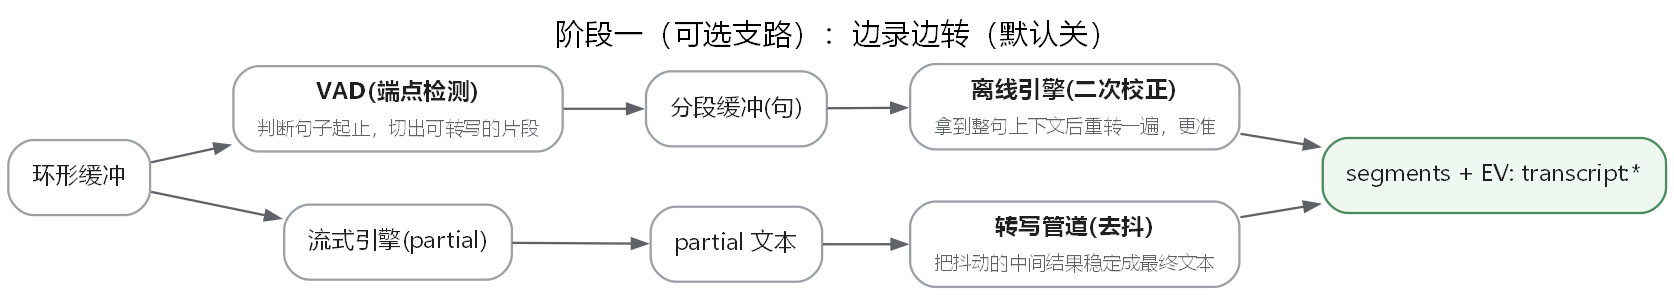 阶段一（可选支路）：边录边转（默认关）
环形缓冲
VAD(端点检测)
判断句子起止，切出可转写的片段
分段缓冲(句)
离线引擎(二次校正)
拿到整句上下文后重转一遍，更准
流式引擎(partial)
partial 文本
转写管道(去抖)
把抖动的中间结果稳定成最终文本
segments + EV: transcript:*